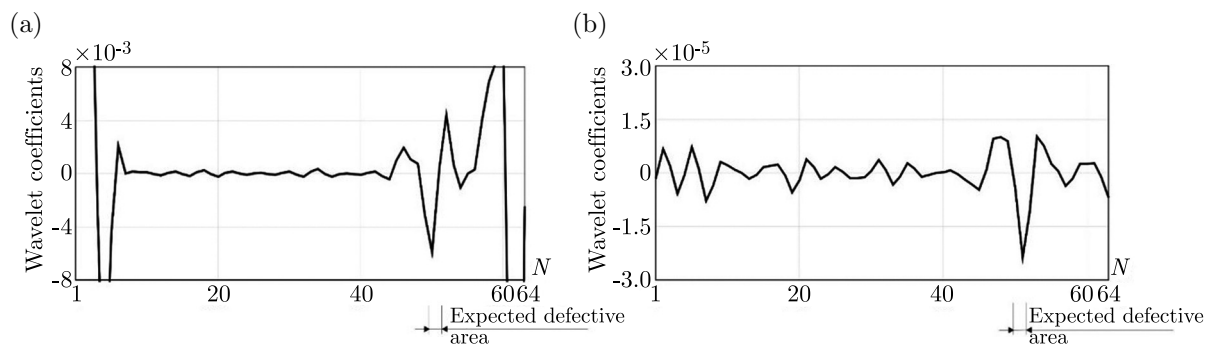 (a)
×10-3
Wavelet coefficients
8
4
0
-4
-8
1 20 40 60 64
N
Expected defective
area
(b)
×10-5
Wavelet coefficients
3.0
1.5
0
-1.5
-3.0
1 20 40 60 64
N
Expected defective
area